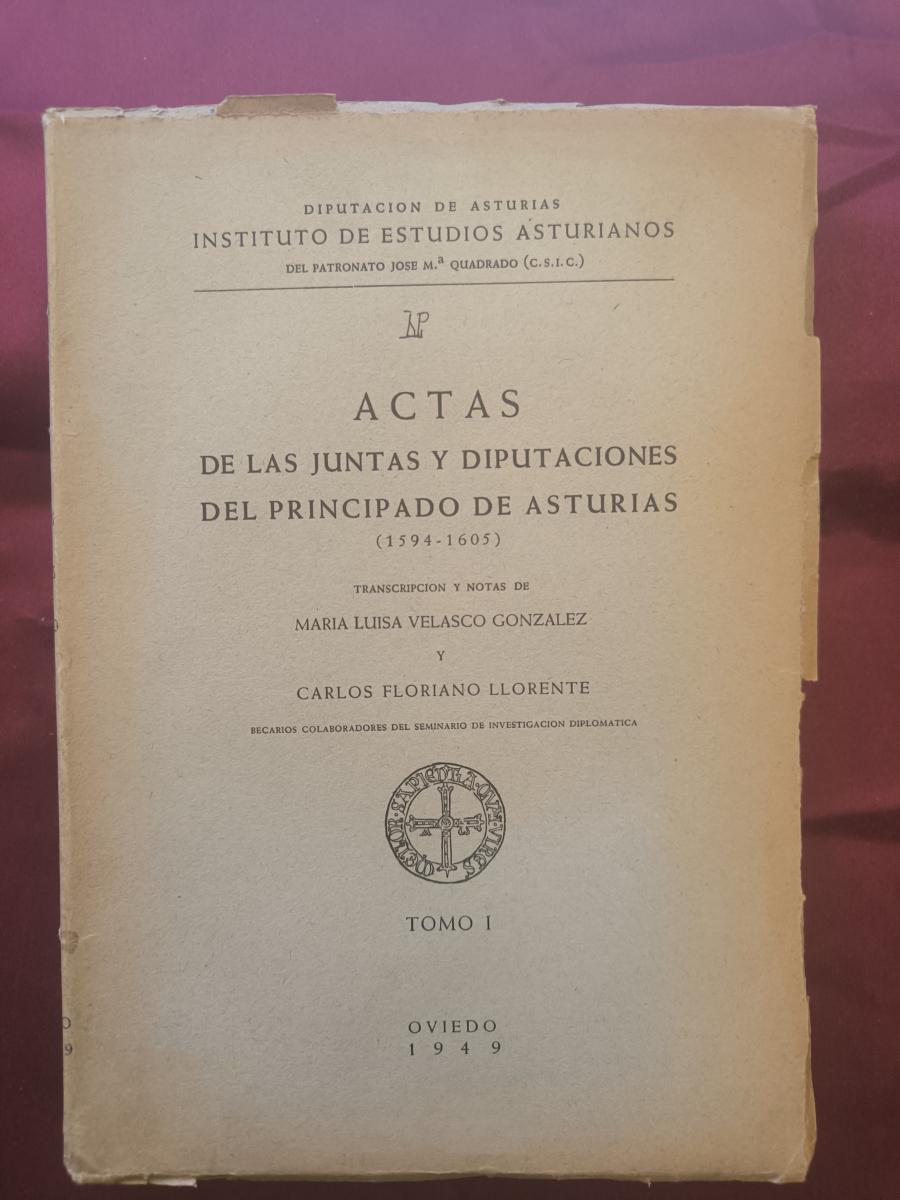 DIPUTACION DE ASTURIAS
INSTITUTO DE ESTUDIOS ASTURIANOS
DEL PATRONATO JOSE M.ª QUADRADO (C.S.I.C.)
ACTAS
DE LAS JUNTAS Y DIPUTACIONES
DEL PRINCIPADO DE ASTURIAS
(1594-1605)
TRANSCRIPCION Y NOTAS DE
MARIA LUISA VELASCO GONZALEZ
Y
CARLOS FLORIANO LLORENTE
BECARIOS COLABORADORES DEL SEMINARIO DE INVESTIGACION DIPLOMATICA
TOMO I
OVIEDO
1949